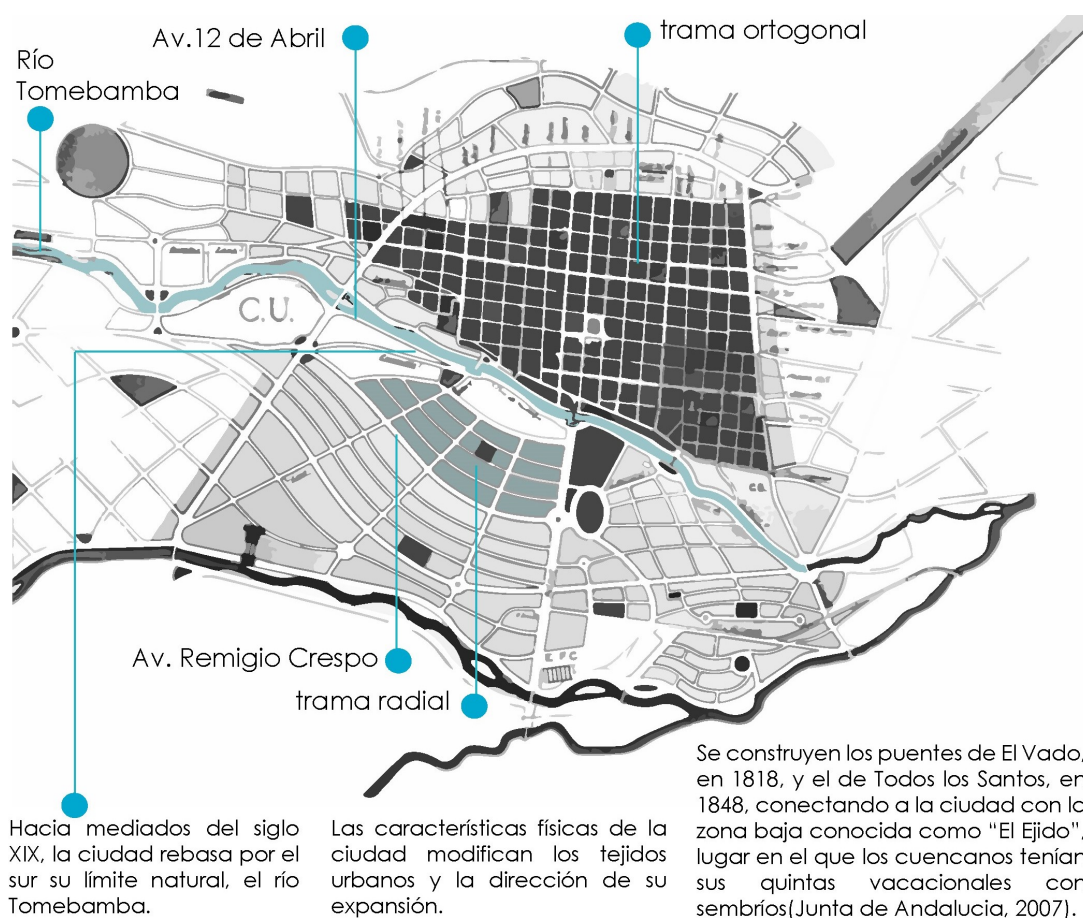 Av.12 de Abril
trama ortogonal
Río
Tomebamba
C.U.
Av. Remigio Crespo
trama radial
Hacia mediados del siglo
XIX, la ciudad rebasa por el
sur su límite natural, el río
Tomebamba.
Las características físicas de la
ciudad modifican los tejidos
urbanos y la dirección de su
expansión.
Se construyen los puentes de El Vado,
en 1818, y el de Todos los Santos, en
1848, conectando a la ciudad con la
zona baja conocida como “El Ejido”,
lugar en el que los cuencanos tenían
sus quintas vacacionales con
sembríos(Junta de Andalucia, 2007).